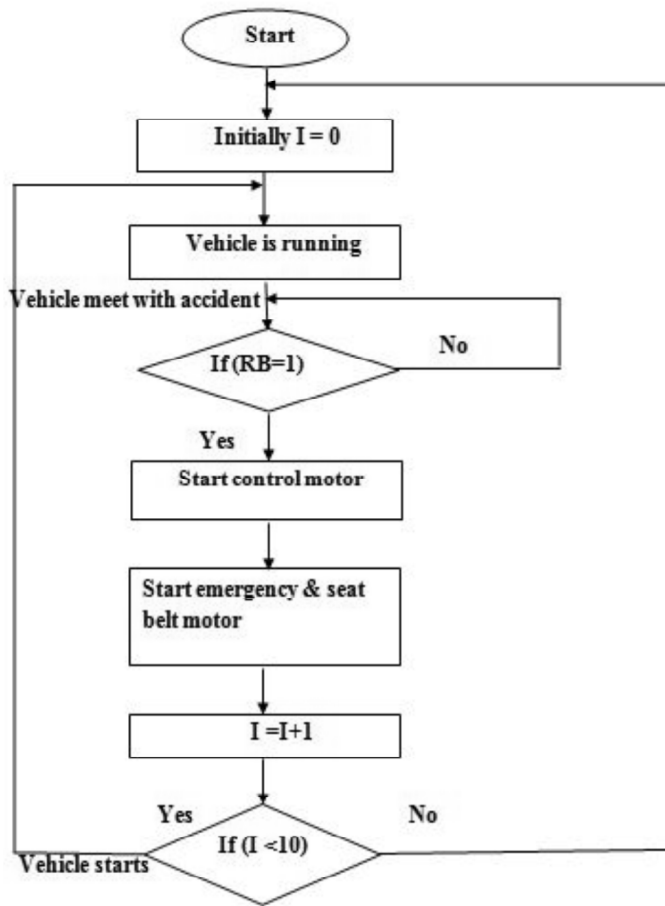 Start
Initially I = 0
Vehicle is running
Vehicle meet with accident
If (RB=1)
No
Yes
Start control motor
Start emergency & seat
belt motor
I =I+1
Yes
No
If (I <10)
Vehicle starts